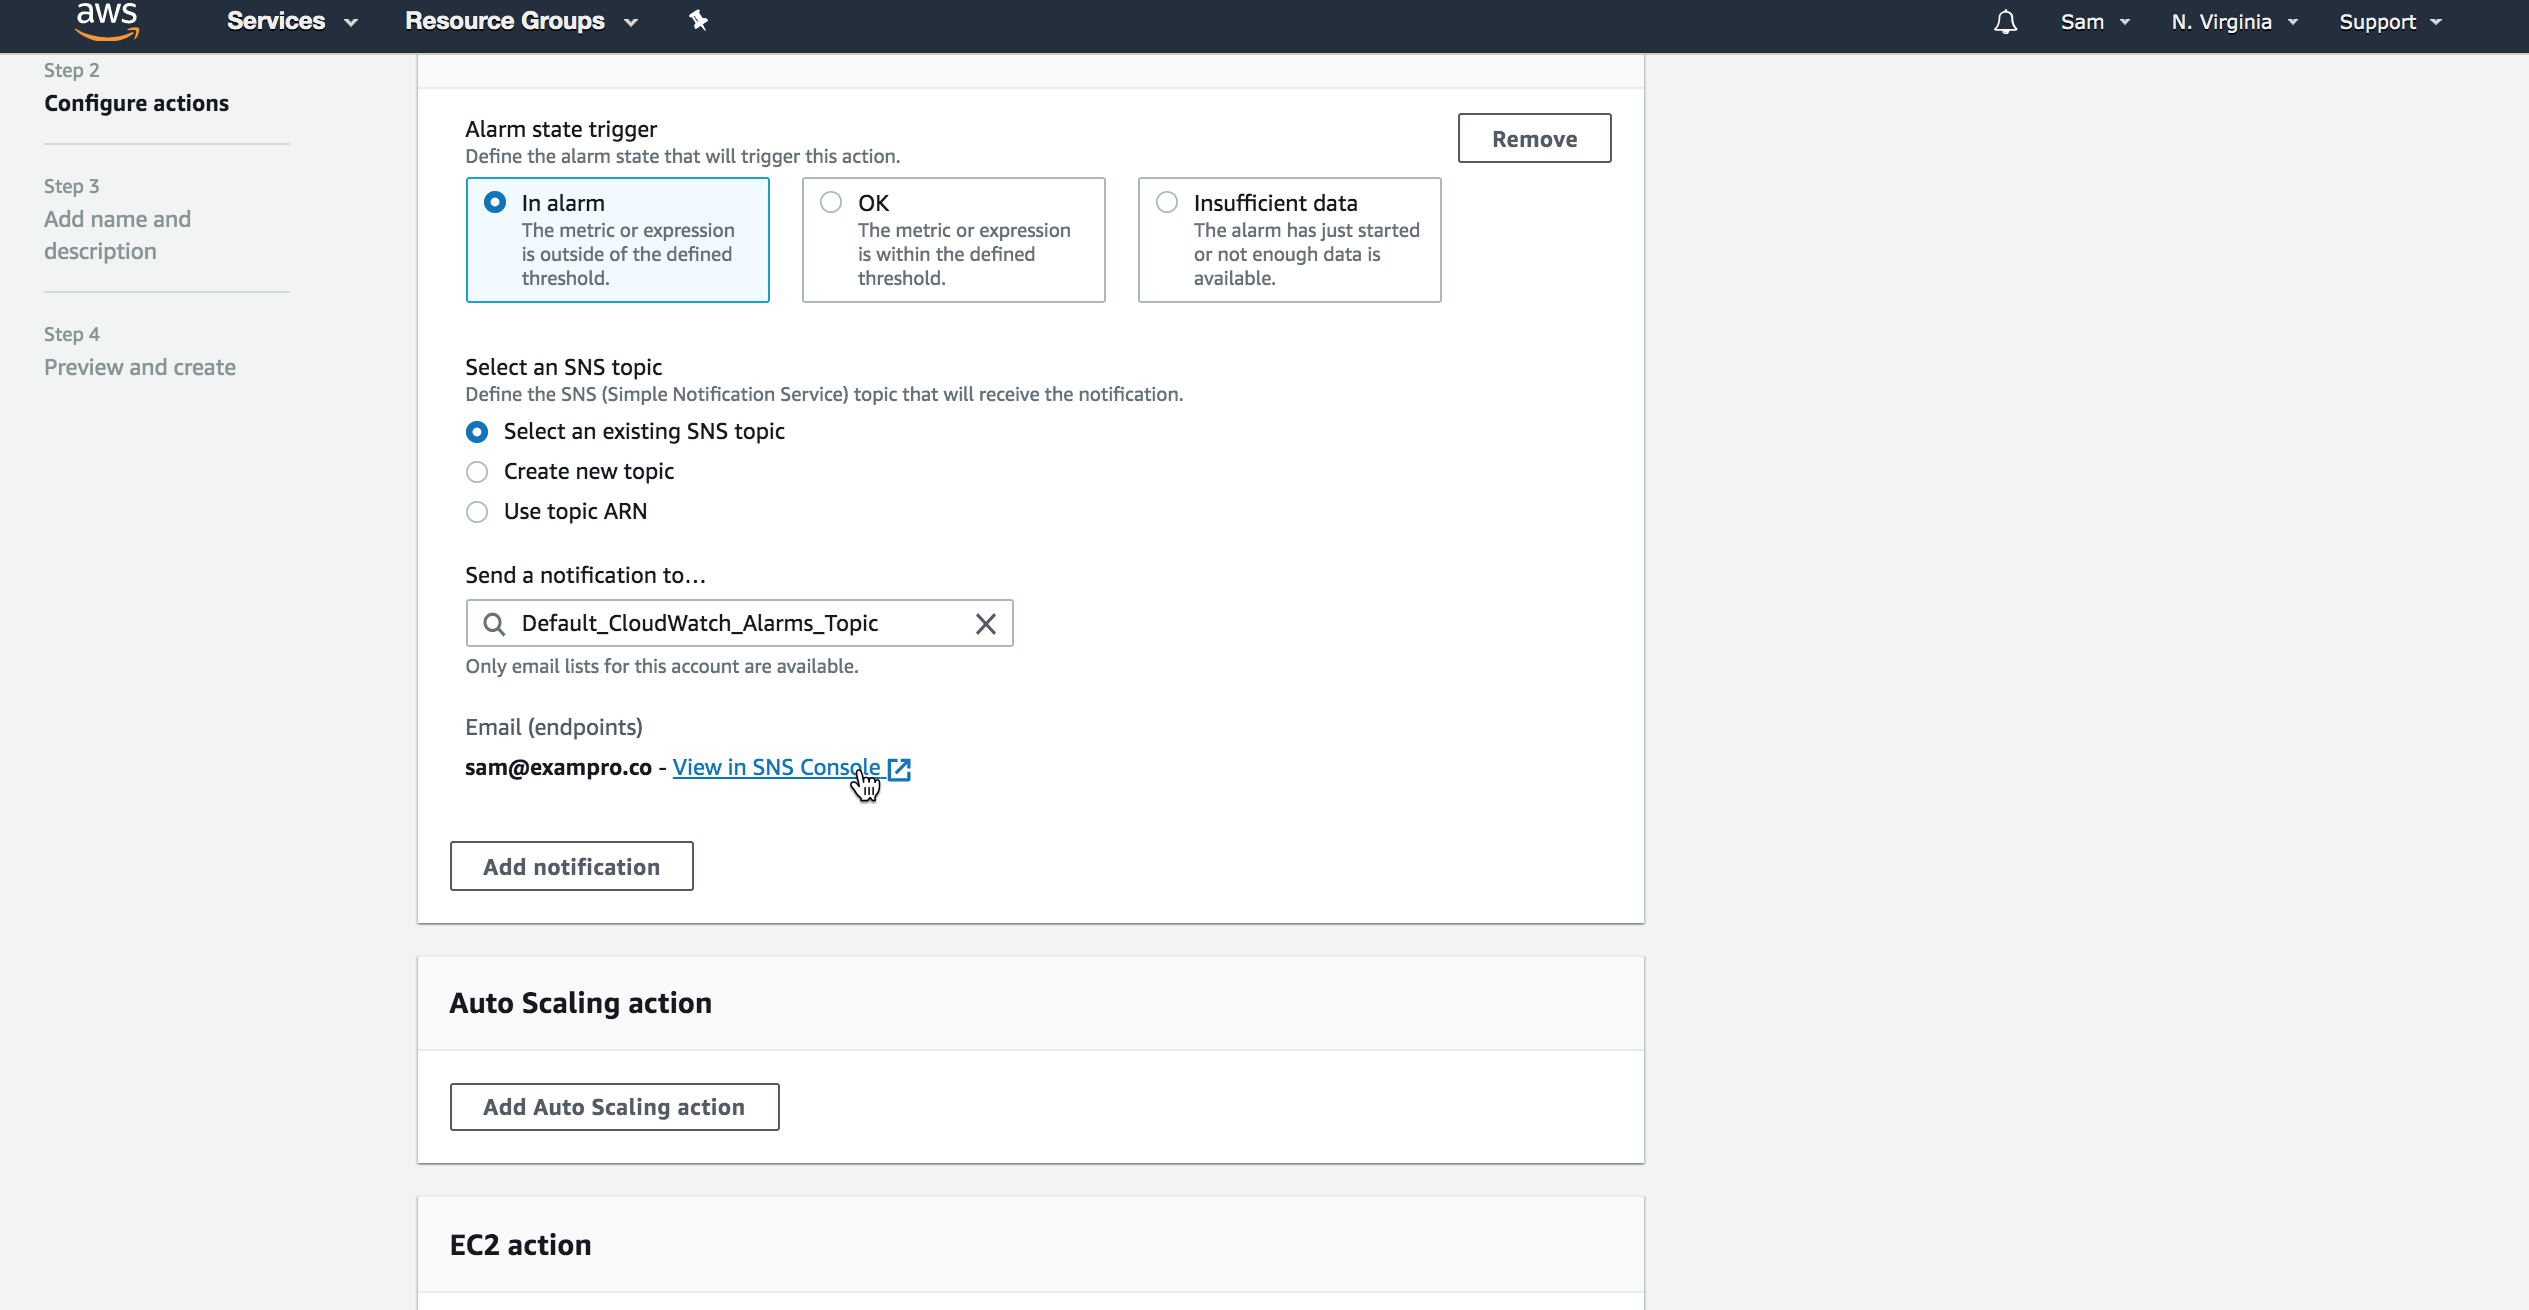 aws
Services
Resource Groups
Sam
N. Virginia
Support
Step 2
Configure actions
Step 3
Add name and
description
Step 4
Preview and create
Alarm state trigger
Define the alarm state that will trigger this action.
Remove
In alarm
The metric or expression
is outside of the defined
threshold.
OK
The metric or expression
is within the defined
threshold.
Insufficient data
The alarm has just started
or not enough data is
available.
Select an SNS topic
Define the SNS (Simple Notification Service) topic that will receive the notification.
Select an existing SNS topic
Create new topic
Use topic ARN
Send a notification to…
Default_CloudWatch_Alarms_Topic
Only email lists for this account are available.
Email (endpoints)
sam@exampro.co - View in SNS Console
Add notification
Auto Scaling action
Add Auto Scaling action
EC2 action